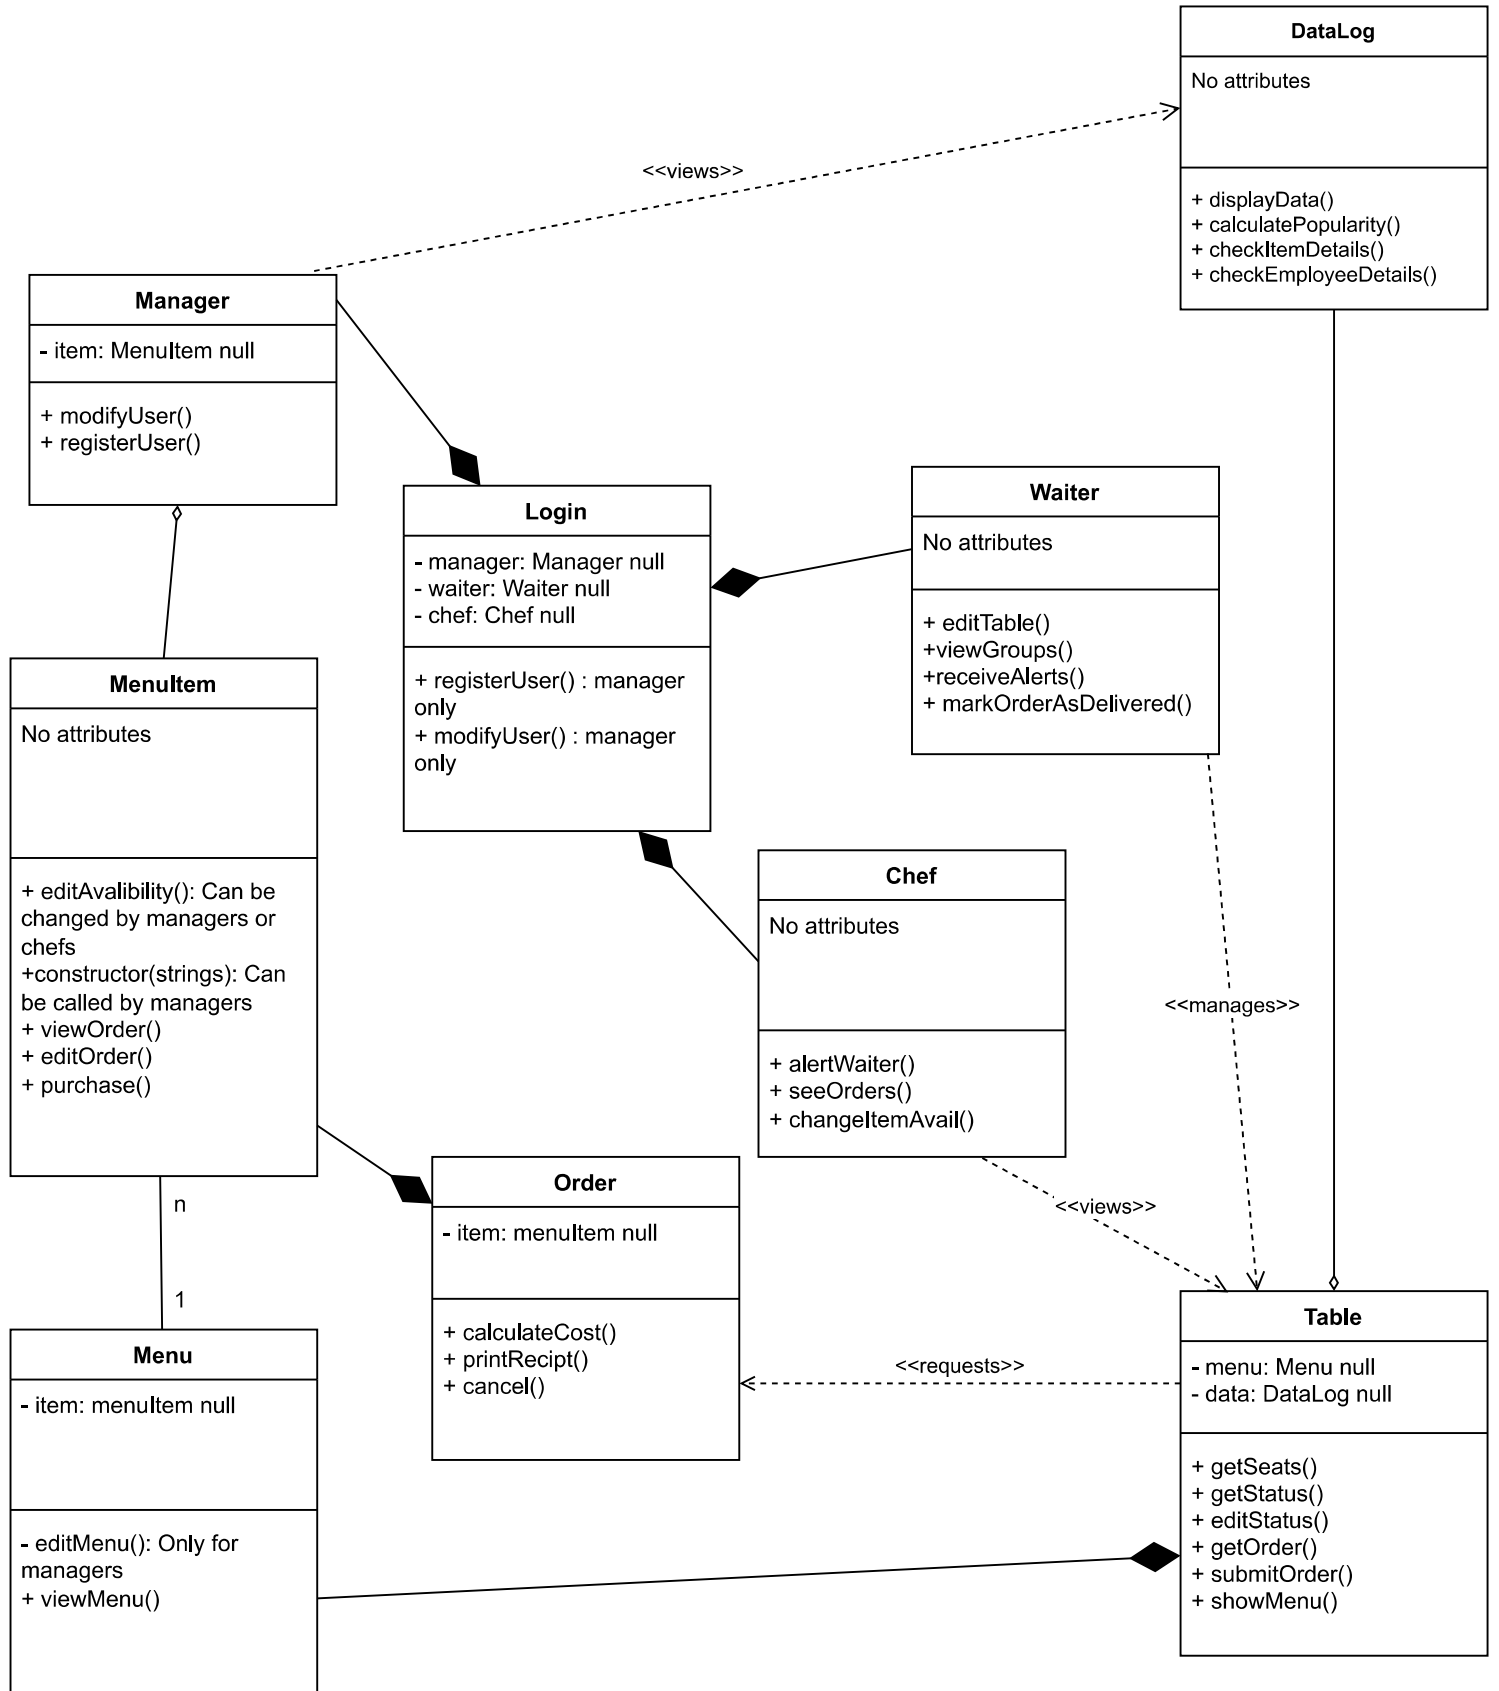 DataLog
No attributes
+ displayData()
+ calculatePopularity()
+ checkItemDetails()
+ checkEmployeeDetails()
<<views>>
Manager
- item: MenuItem null
+ modifyUser()
+ registerUser()
Login
- manager: Manager null
- waiter: Waiter null
- chef: Chef null
+ registerUser() : manager
only
+ modifyUser() : manager
only
Waiter
No attributes
+ editTable()
+viewGroups()
+receiveAlerts()
+ markOrderAsDelivered()
MenuItem
No attributes
+ editAvalibility(): Can be
changed by managers or
chefs
+constructor(strings): Can
be called by managers
+ viewOrder()
+ editOrder()
+ purchase()
Chef
No attributes
+ alertWaiter()
+ seeOrders()
+ changeItemAvail()
<<manages>>
<<views>>
n
1
Order
- item: menuItem null
+ calculateCost()
+ printRecipt()
+ cancel()
<<requests>>
Menu
- item: menuItem null
- editMenu(): Only for
managers
+ viewMenu()
Table
- menu: Menu null
- data: DataLog null
+ getSeats()
+ getStatus()
+ editStatus()
+ getOrder()
+ submitOrder()
+ showMenu()